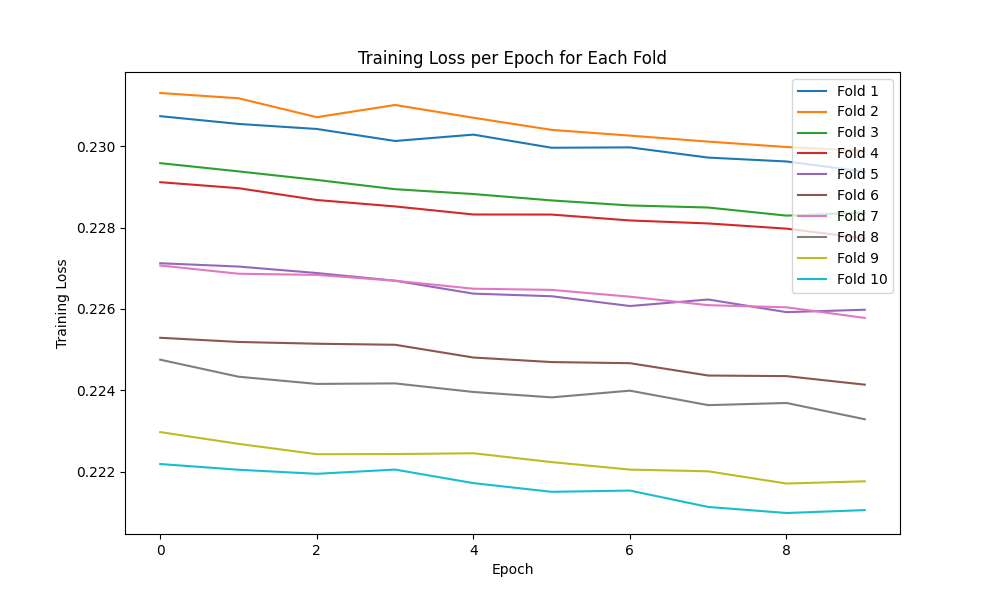 Training Loss per Epoch for Each Fold
Fold 1
Fold 2
Fold 3
Fold 4
Fold 5
Fold 6
Fold 7
Fold 8
Fold 9
Fold 10
0.230
0.228
0.226
0.224
0.222
Training Loss
0 2 4 6 8
Epoch